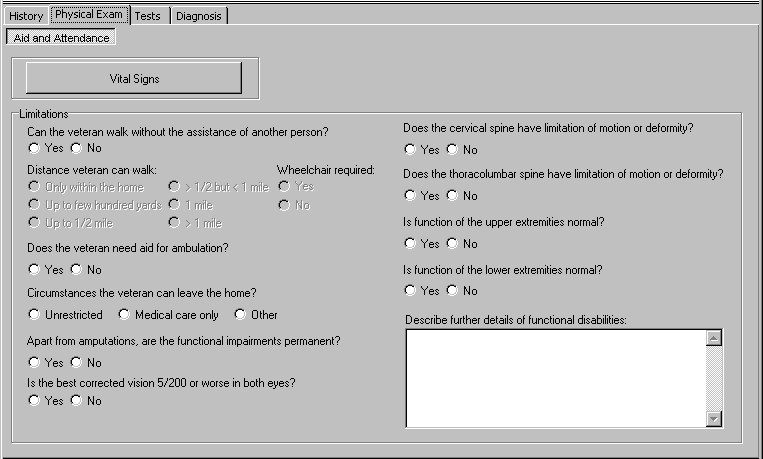 History Physical Exam Tests Diagnosis
Aid and Attendance
Vital Signs
Limitations
Can the veteran walk without the assistance of another person?
Yes No
Distance veteran can walk: Wheelchair required:
Only within the home > 1/2 but < 1 mile Yes
Up to few hundred yards 1 mile No
Up to 1/2 mile > 1 mile
Does the veteran need aid for ambulation?
Yes No
Circumstances the veteran can leave the home?
Unrestricted Medical care only Other
Apart from amputations, are the functional impairments permanent?
Yes No
Is the best corrected vision 5/200 or worse in both eyes?
Yes No
Does the cervical spine have limitation of motion or deformity?
Yes No
Does the thoracolumbar spine have limitation of motion or deformity?
Yes No
Is function of the upper extremities normal?
Yes No
Is function of the lower extremities normal?
Yes No
Describe further details of functional disabilities: